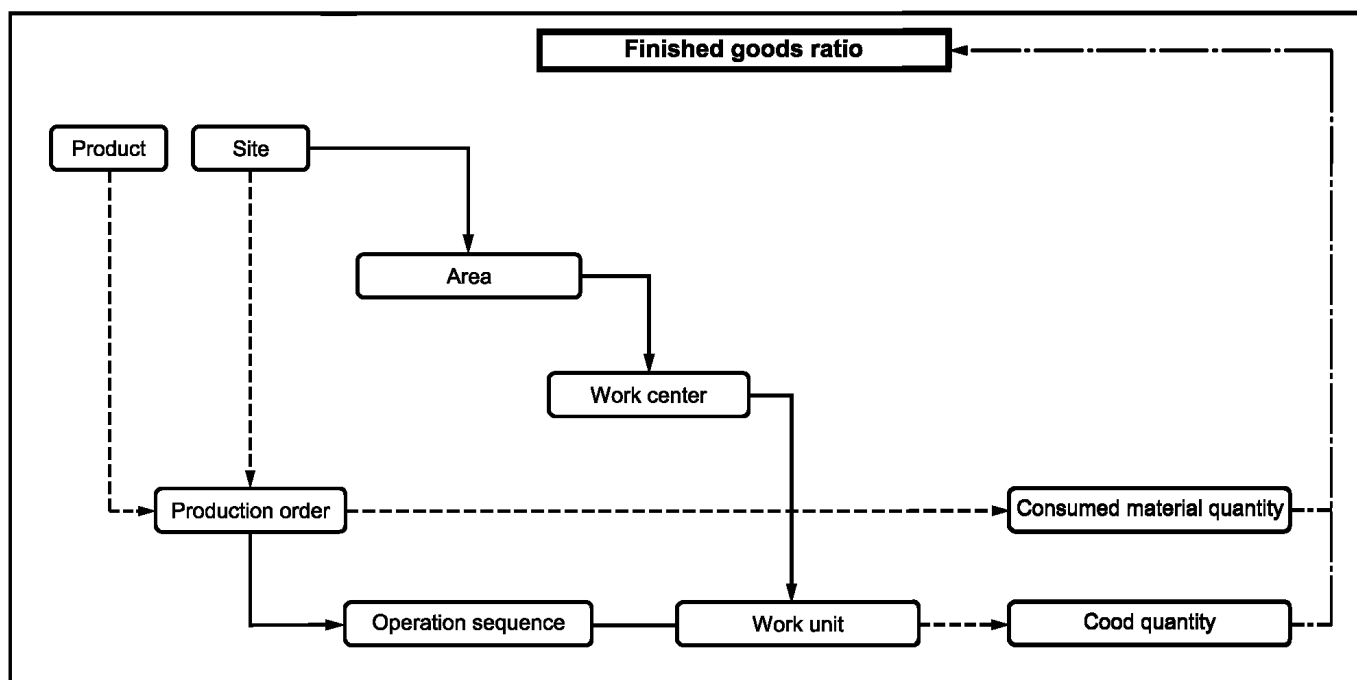 Finished goods ratio
Product
Site
Area
Work center
Production order
Consumed material quantity
Operation sequence
Work unit
Cood quantity